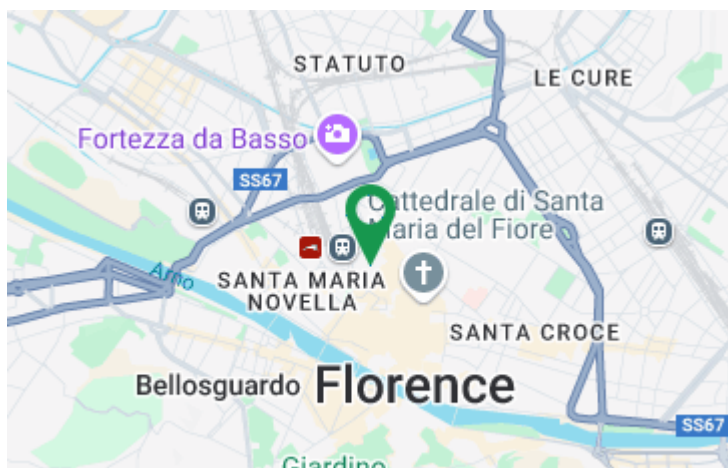 STATUTO
LE CURE
Fortezza da Basso
SS67
Cattedrale di Santa
Maria del Fiore
Arno
SANTA MARIA
NOVELLA
SANTA CROCE
Bellosguardo
Florence
SS67
Giardino